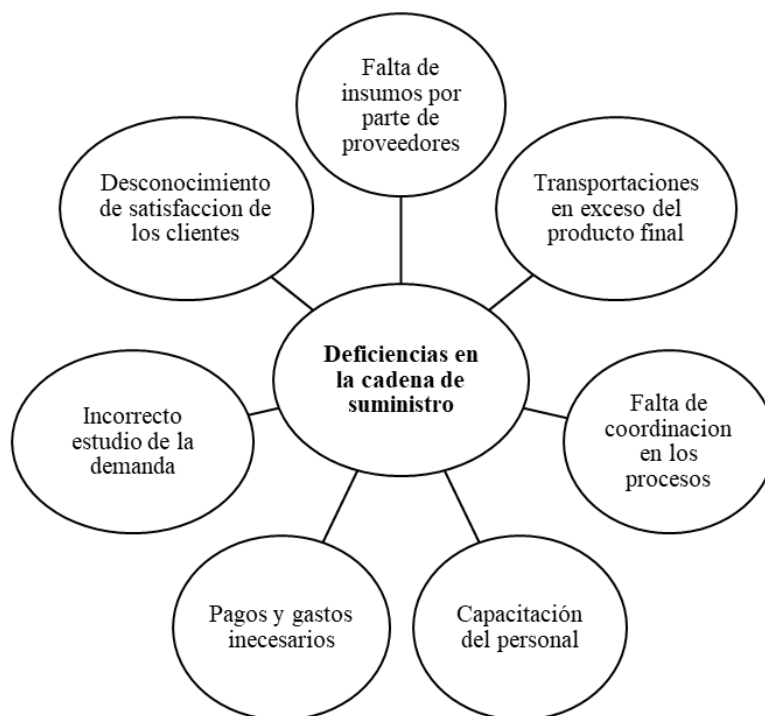 Falta de
insumos por
parte de
proveedores
Transportaciones
en exceso del
producto final
Falta de
coordinacion
en los
procesos
Capacitación
del personal
Pagos y gastos
inecesarios
Incorrecto
estudio de la
demanda
Desconocimiento
de satisfaccion de
los clientes
Deficiencias en
la cadena de
suministro